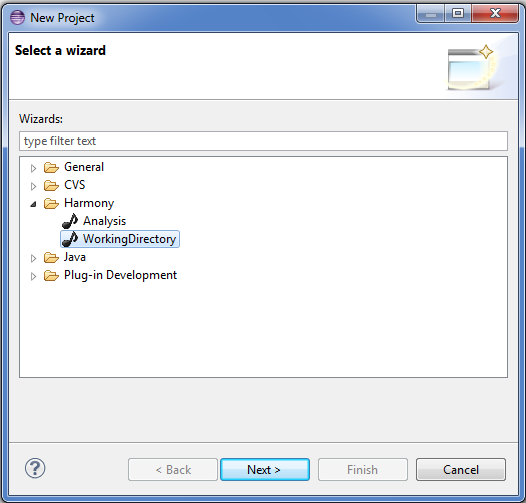 New Project
Select a wizard
Wizards:
type filter text
General
CVS
Harmony
Analysis
WorkingDirectory
Java
Plug-in Development
?
< Back
Next >
Finish
Cancel